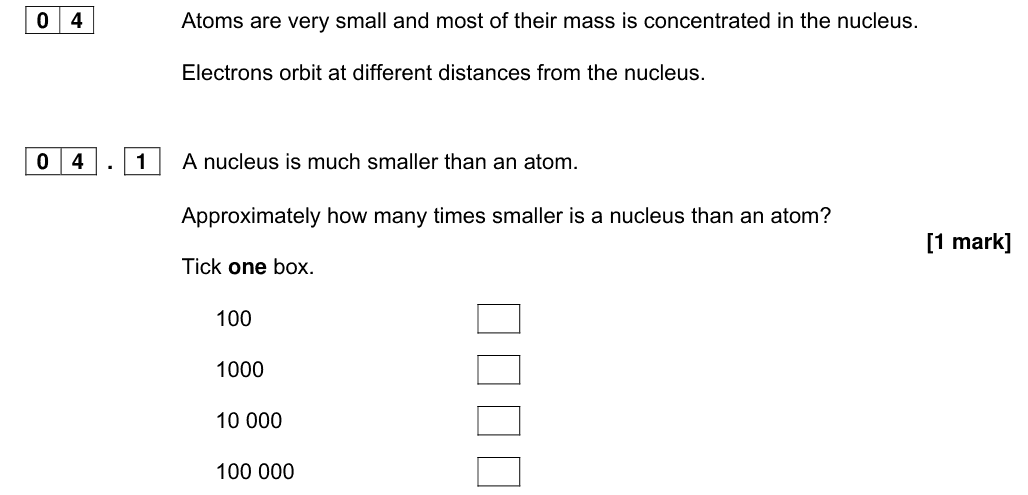 0 4 Atoms are very small and most of their mass is concentrated in the nucleus.
Electrons orbit at different distances from the nucleus.
0 4 . 1 A nucleus is much smaller than an atom.
Approximately how many times smaller is a nucleus than an atom?
[1 mark]
Tick one box.
100
1000
10 000
100 000